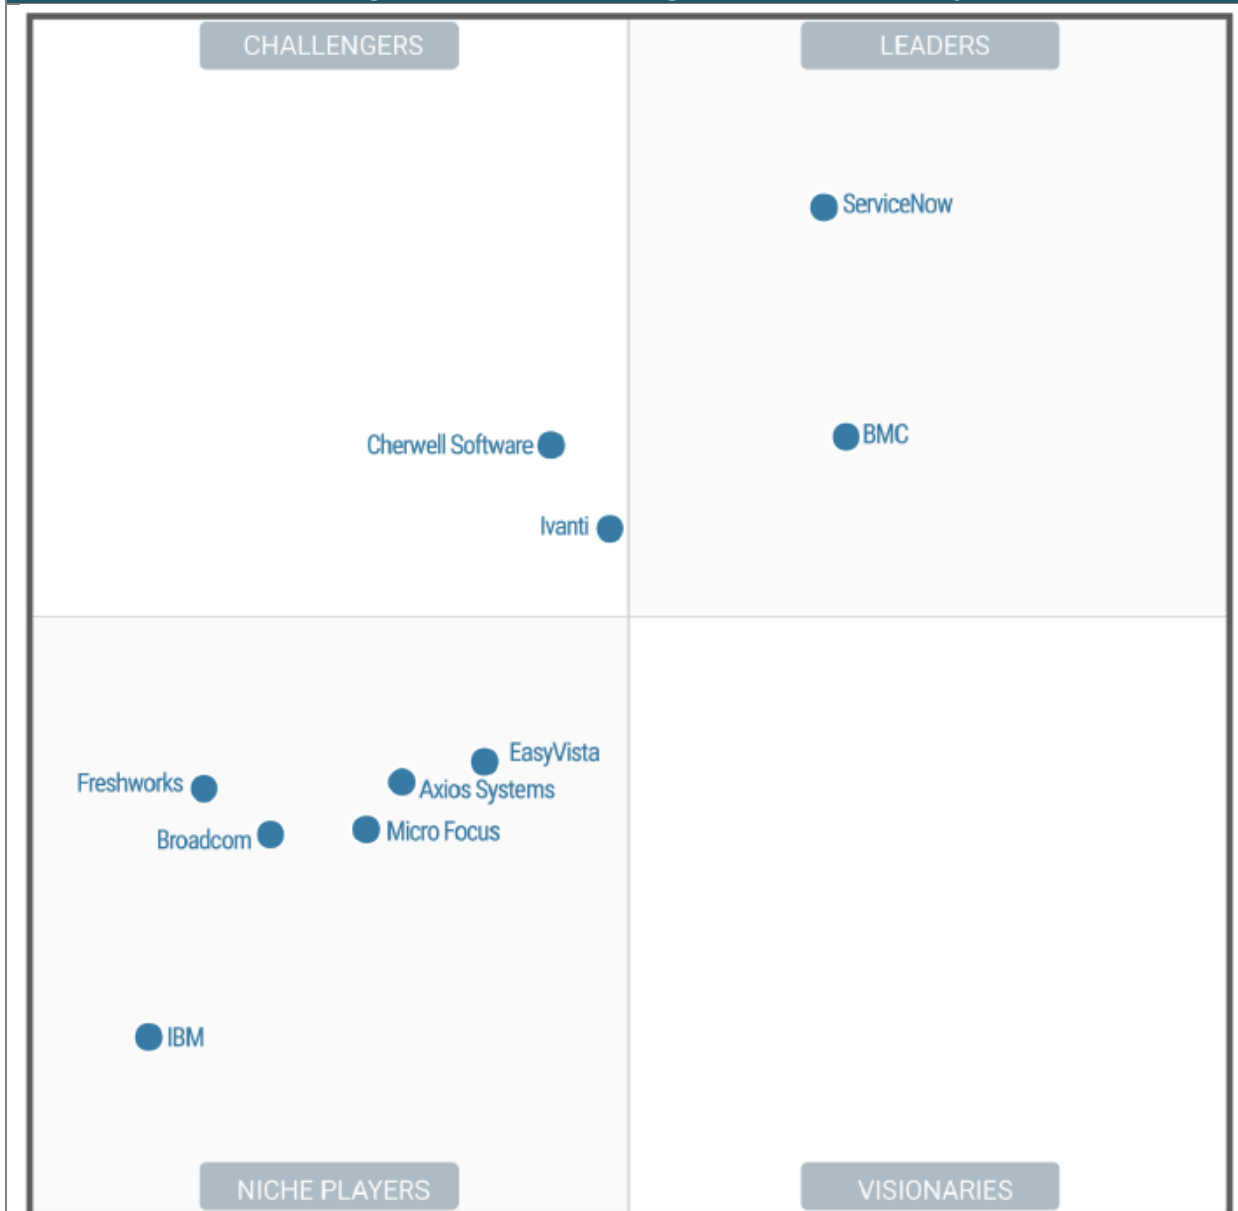 CHALLENGERS
LEADERS
ServiceNow
BMC
Cherwell Software
Ivanti
EasyVista
Freshworks
Axios Systems
Broadcom
Micro Focus
IBM
NICHE PLAYERS
VISIONARIES